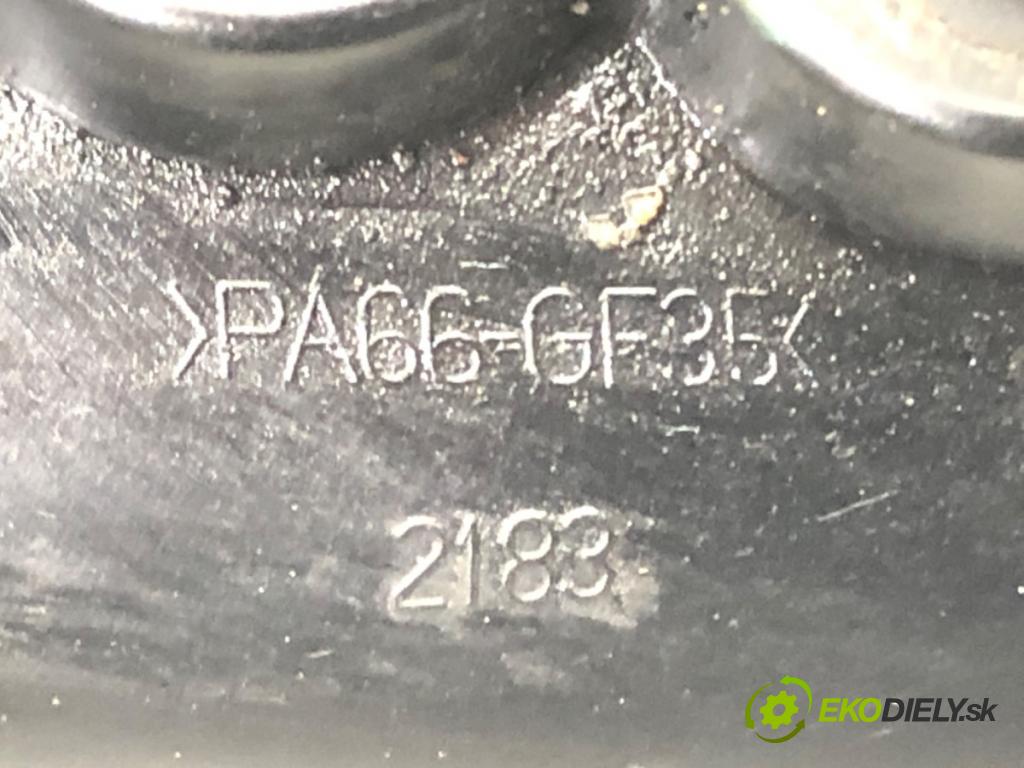 >PA66-GF35<
2183
EKODIELY.sk